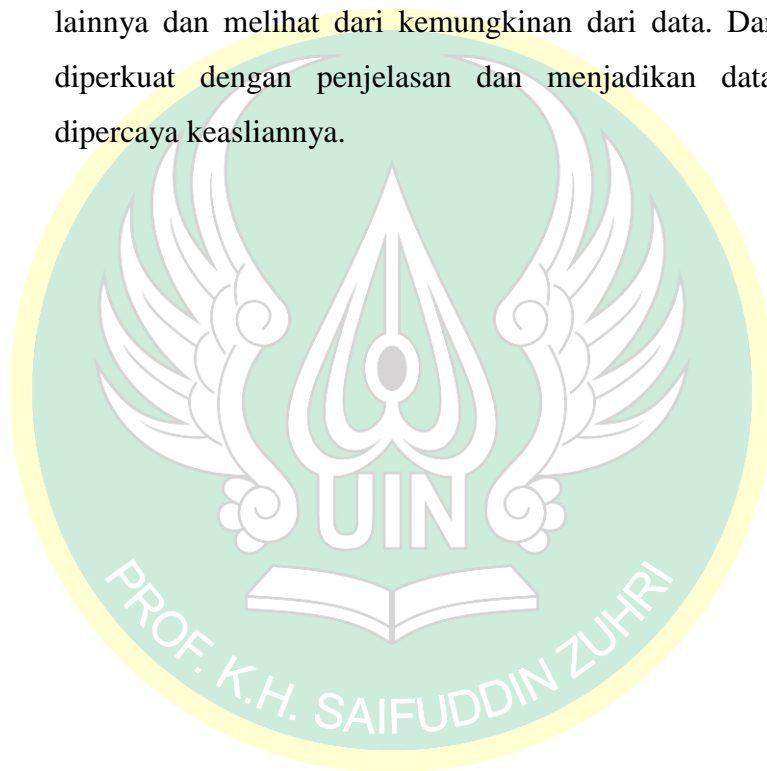 lainnya dan melihat dari kemungkinan dari data. Dan
diperkuat dengan penjelasan dan menjadikan data
dipercaya keasliannya.
UIN
PROF. K.H. SAIFUDDIN ZUHRI